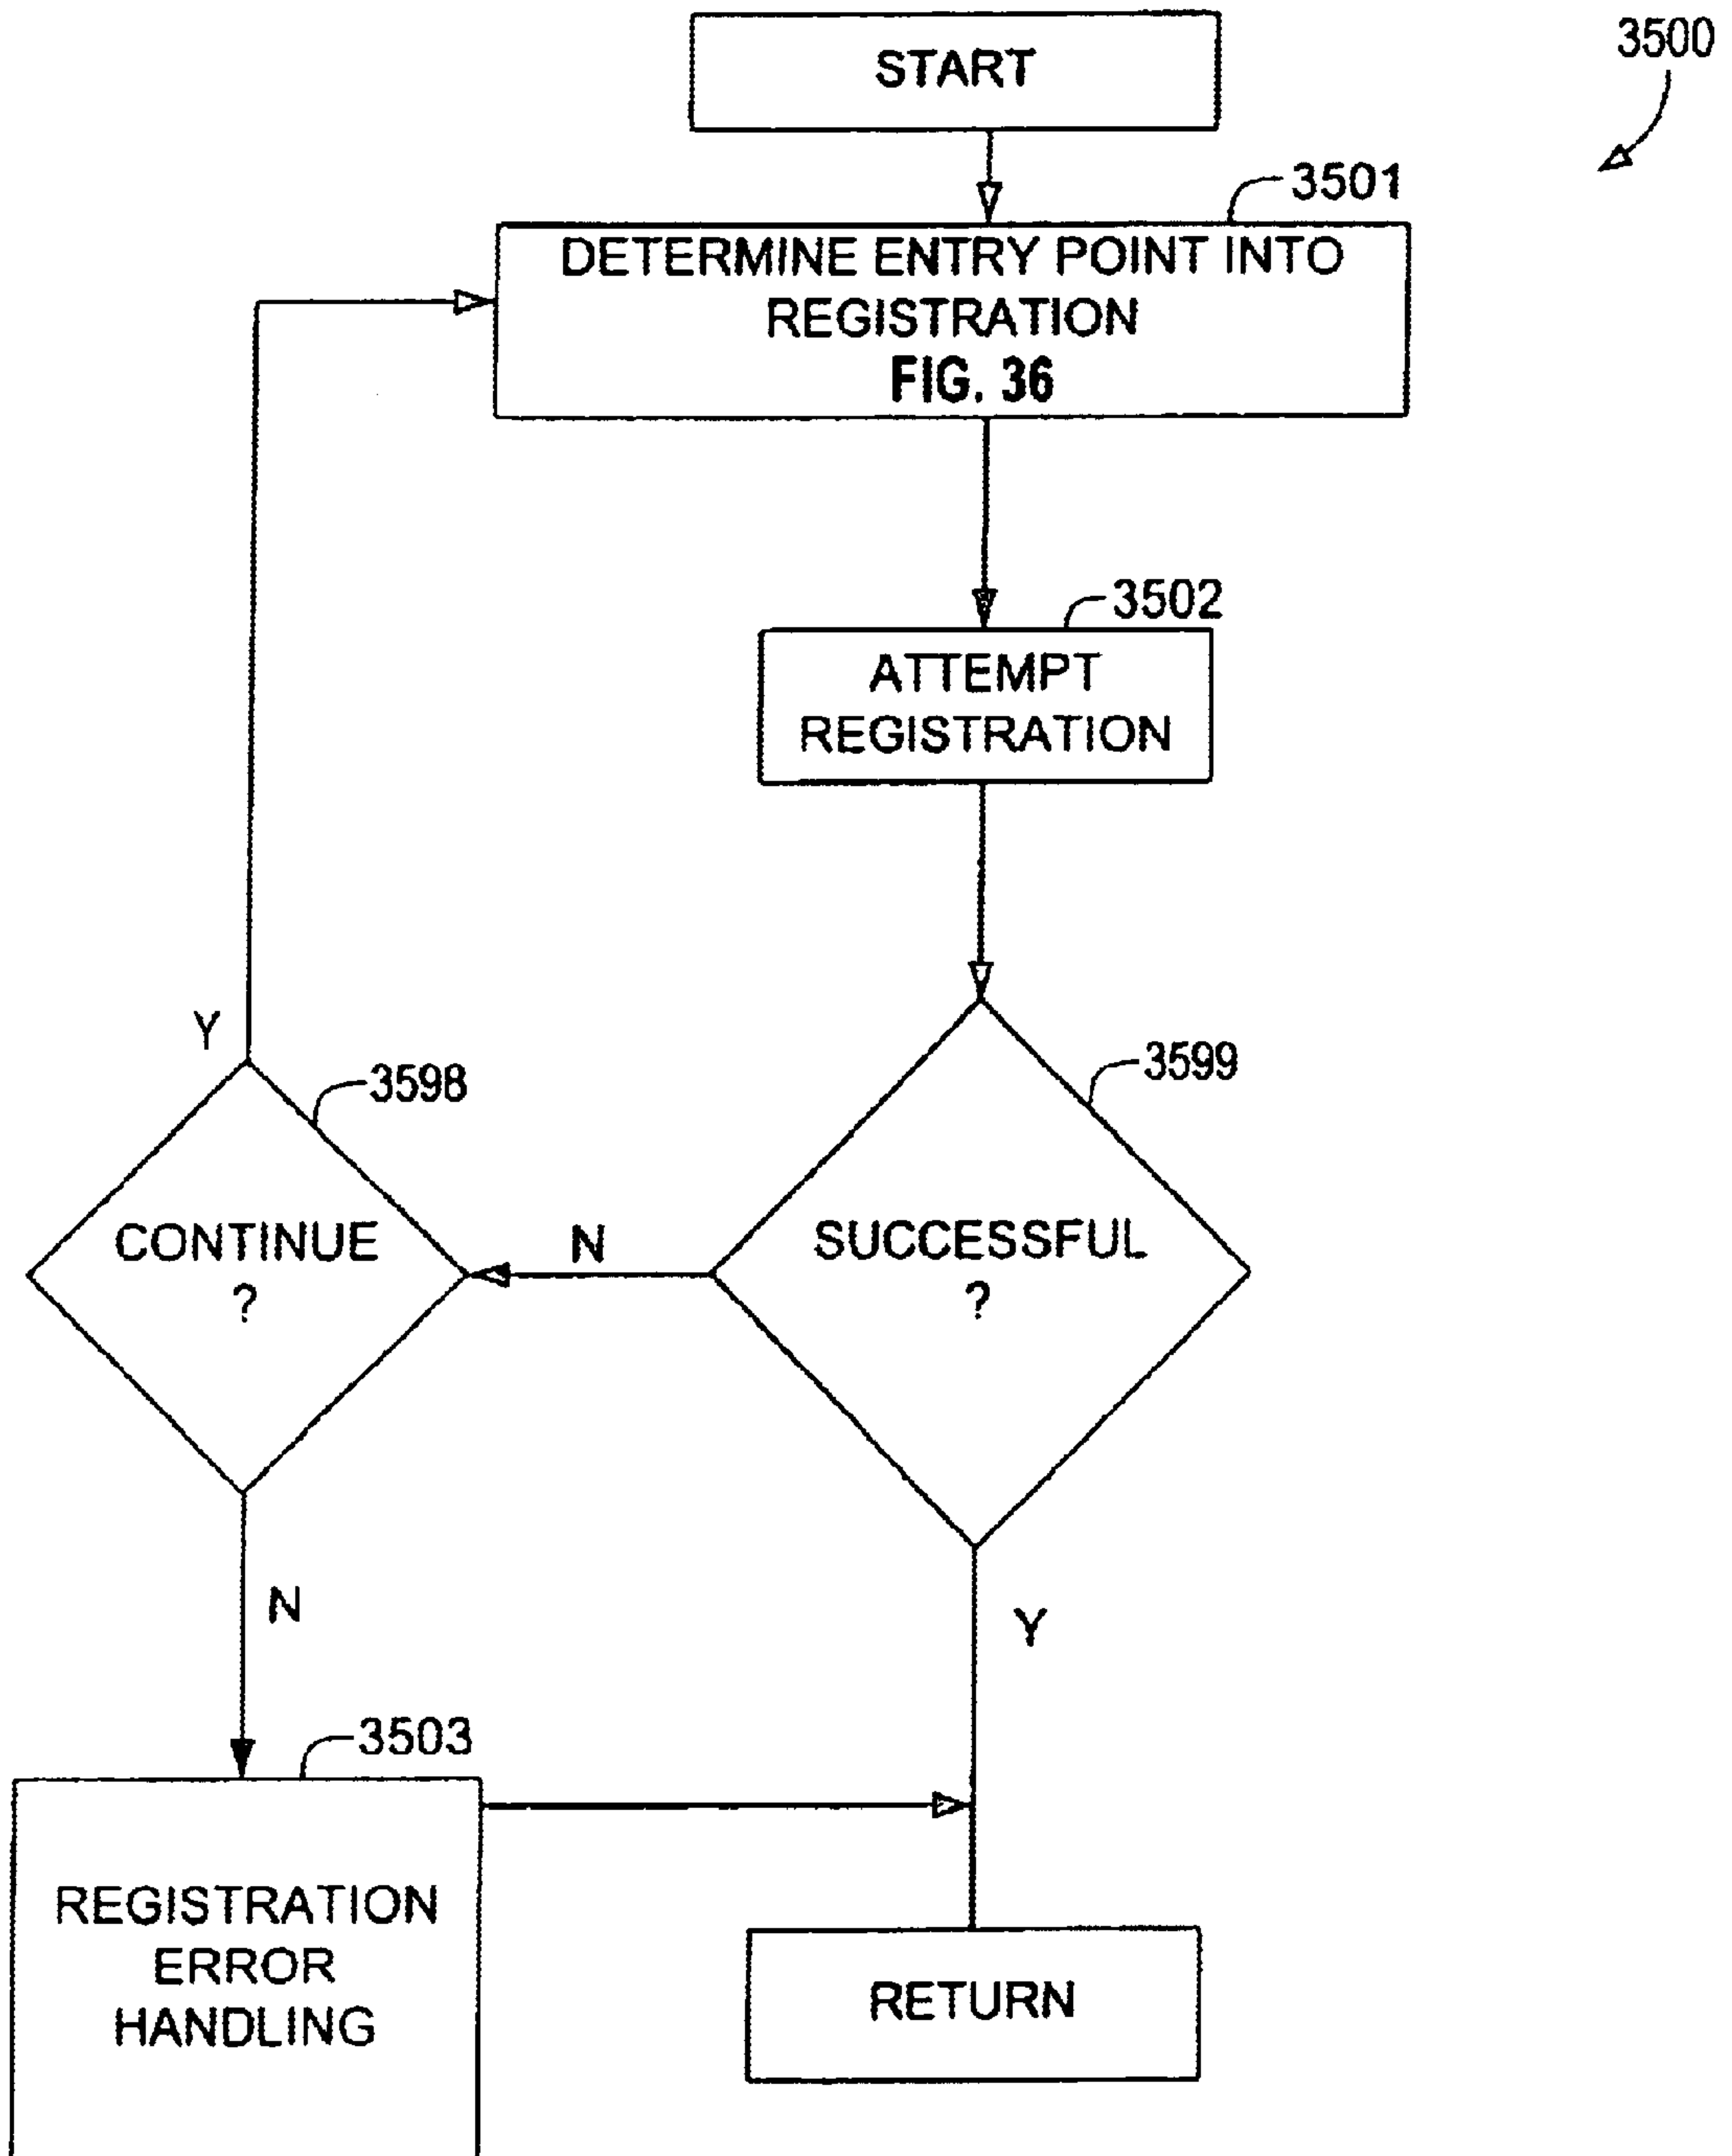 START
3500
3501
DETERMINE ENTRY POINT INTO
REGISTRATION
FIG. 36
3502
ATTEMPT
REGISTRATION
Y
3598
3599
CONTINUE
?
N
SUCCESSFUL
?
N
Y
3503
REGISTRATION
ERROR
HANDLING
RETURN